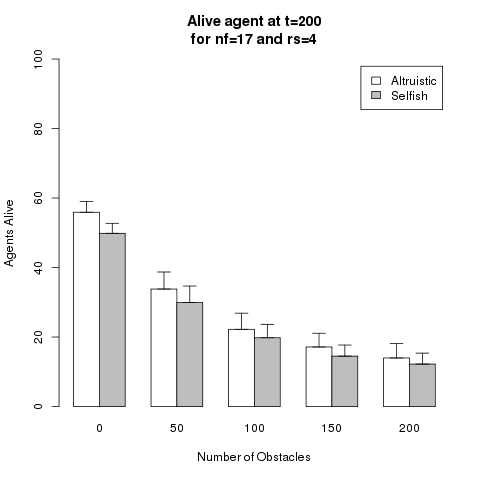 Alive agent at t=200
for nf=17 and rs=4
100
80
60
40
20
0
Agents Alive
Altruistic
Selfish
0 50 100 150 200
Number of Obstacles